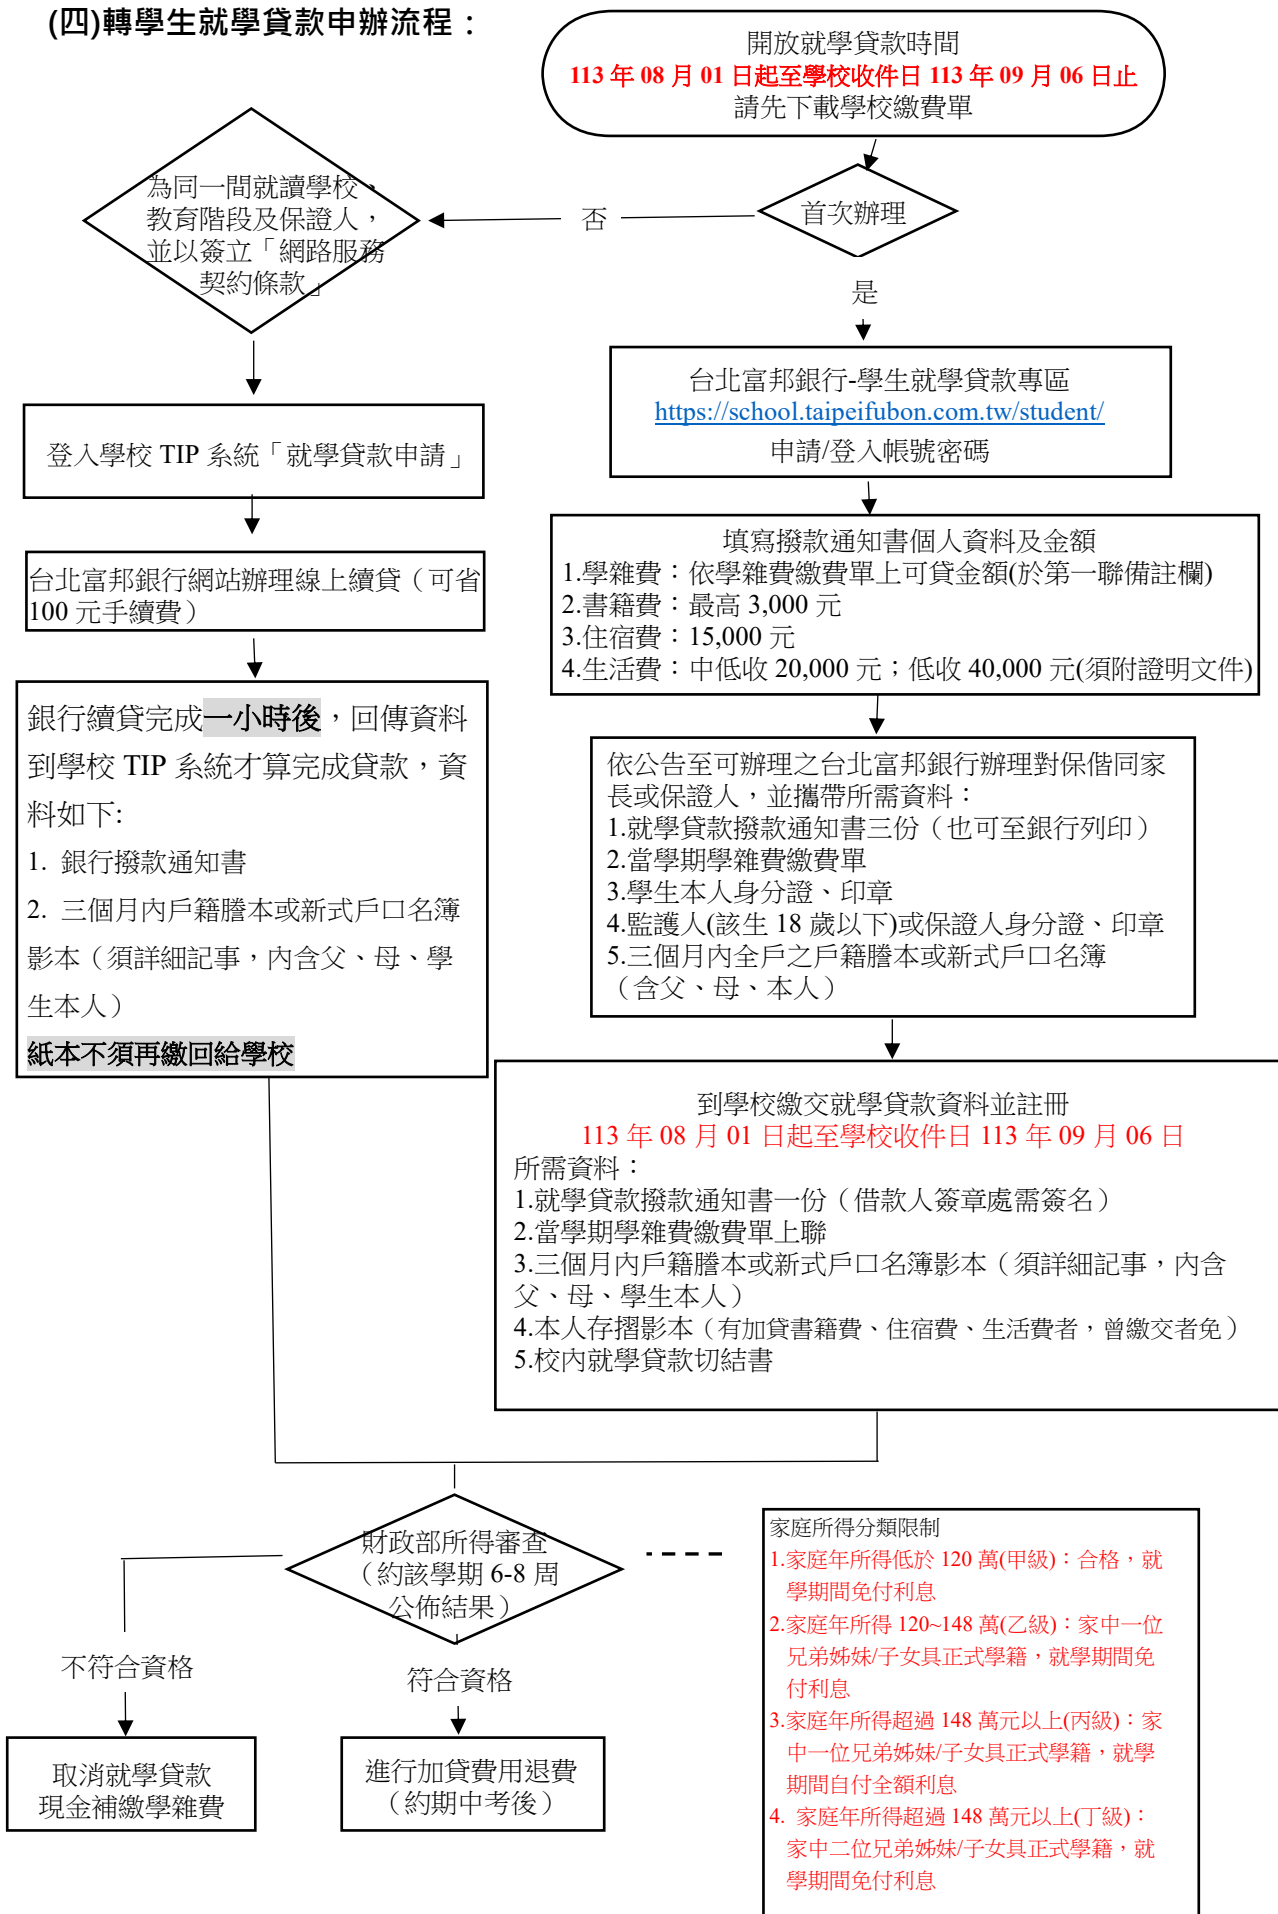 (四)轉學生就學貸款申辦流程：
開放就學貸款時間
113 年 08 月 01 日起至學校收件日 113 年 09 月 06 日止
請先下載學校繳費單
首次辦理
否
是
為同一間就讀學校、
教育階段及保證人，
並以簽立「網路服務
契約條款」
登入學校 TIP 系統「就學貸款申請」
台北富邦銀行網站辦理線上續貸（可省
100 元手續費）
銀行續貸完成一小時後，回傳資料
到學校 TIP 系統才算完成貸款，資
料如下:
1. 銀行撥款通知書
2. 三個月內戶籍謄本或新式戶口名簿
影本（須詳細記事，內含父、母、學
生本人）
紙本不須再繳回給學校
台北富邦銀行-學生就學貸款專區
https://school.taipeifubon.com.tw/student/
申請/登入帳號密碼
填寫撥款通知書個人資料及金額
1.學雜費：依學雜費繳費單上可貸金額(於第一聯備註欄)
2.書籍費：最高 3,000 元
3.住宿費：15,000 元
4.生活費：中低收 20,000 元；低收 40,000 元(須附證明文件)
依公告至可辦理之台北富邦銀行辦理對保偕同家
長或保證人，並攜帶所需資料：
1.就學貸款撥款通知書三份（也可至銀行列印）
2.當學期學雜費繳費單
3.學生本人身分證、印章
4.監護人(該生 18 歲以下)或保證人身分證、印章
5.三個月內全戶之戶籍謄本或新式戶口名簿
（含父、母、本人）
到學校繳交就學貸款資料並註冊
113 年 08 月 01 日起至學校收件日 113 年 09 月 06 日
所需資料：
1.就學貸款撥款通知書一份（借款人簽章處需簽名）
2.當學期學雜費繳費單上聯
3.三個月內戶籍謄本或新式戶口名簿影本（須詳細記事，內含
父、母、學生本人）
4.本人存摺影本（有加貸書籍費、住宿費、生活費者，曾繳交者免）
5.校內就學貸款切結書
財政部所得審查
（約該學期 6-8 周
公佈結果）
不符合資格
符合資格
取消就學貸款
現金補繳學雜費
進行加貸費用退費
（約期中考後）
家庭所得分類限制
1.家庭年所得低於 120 萬(甲級)：合格，就
學期間免付利息
2.家庭年所得 120~148 萬(乙級)：家中一位
兄弟姊妹/子女具正式學籍，就學期間免
付利息
3.家庭年所得超過 148 萬元以上(丙級)：家
中一位兄弟姊妹/子女具正式學籍，就學
期間自付全額利息
4. 家庭年所得超過 148 萬元以上(丁級)：
家中二位兄弟姊妹/子女具正式學籍，就
學期間免付利息